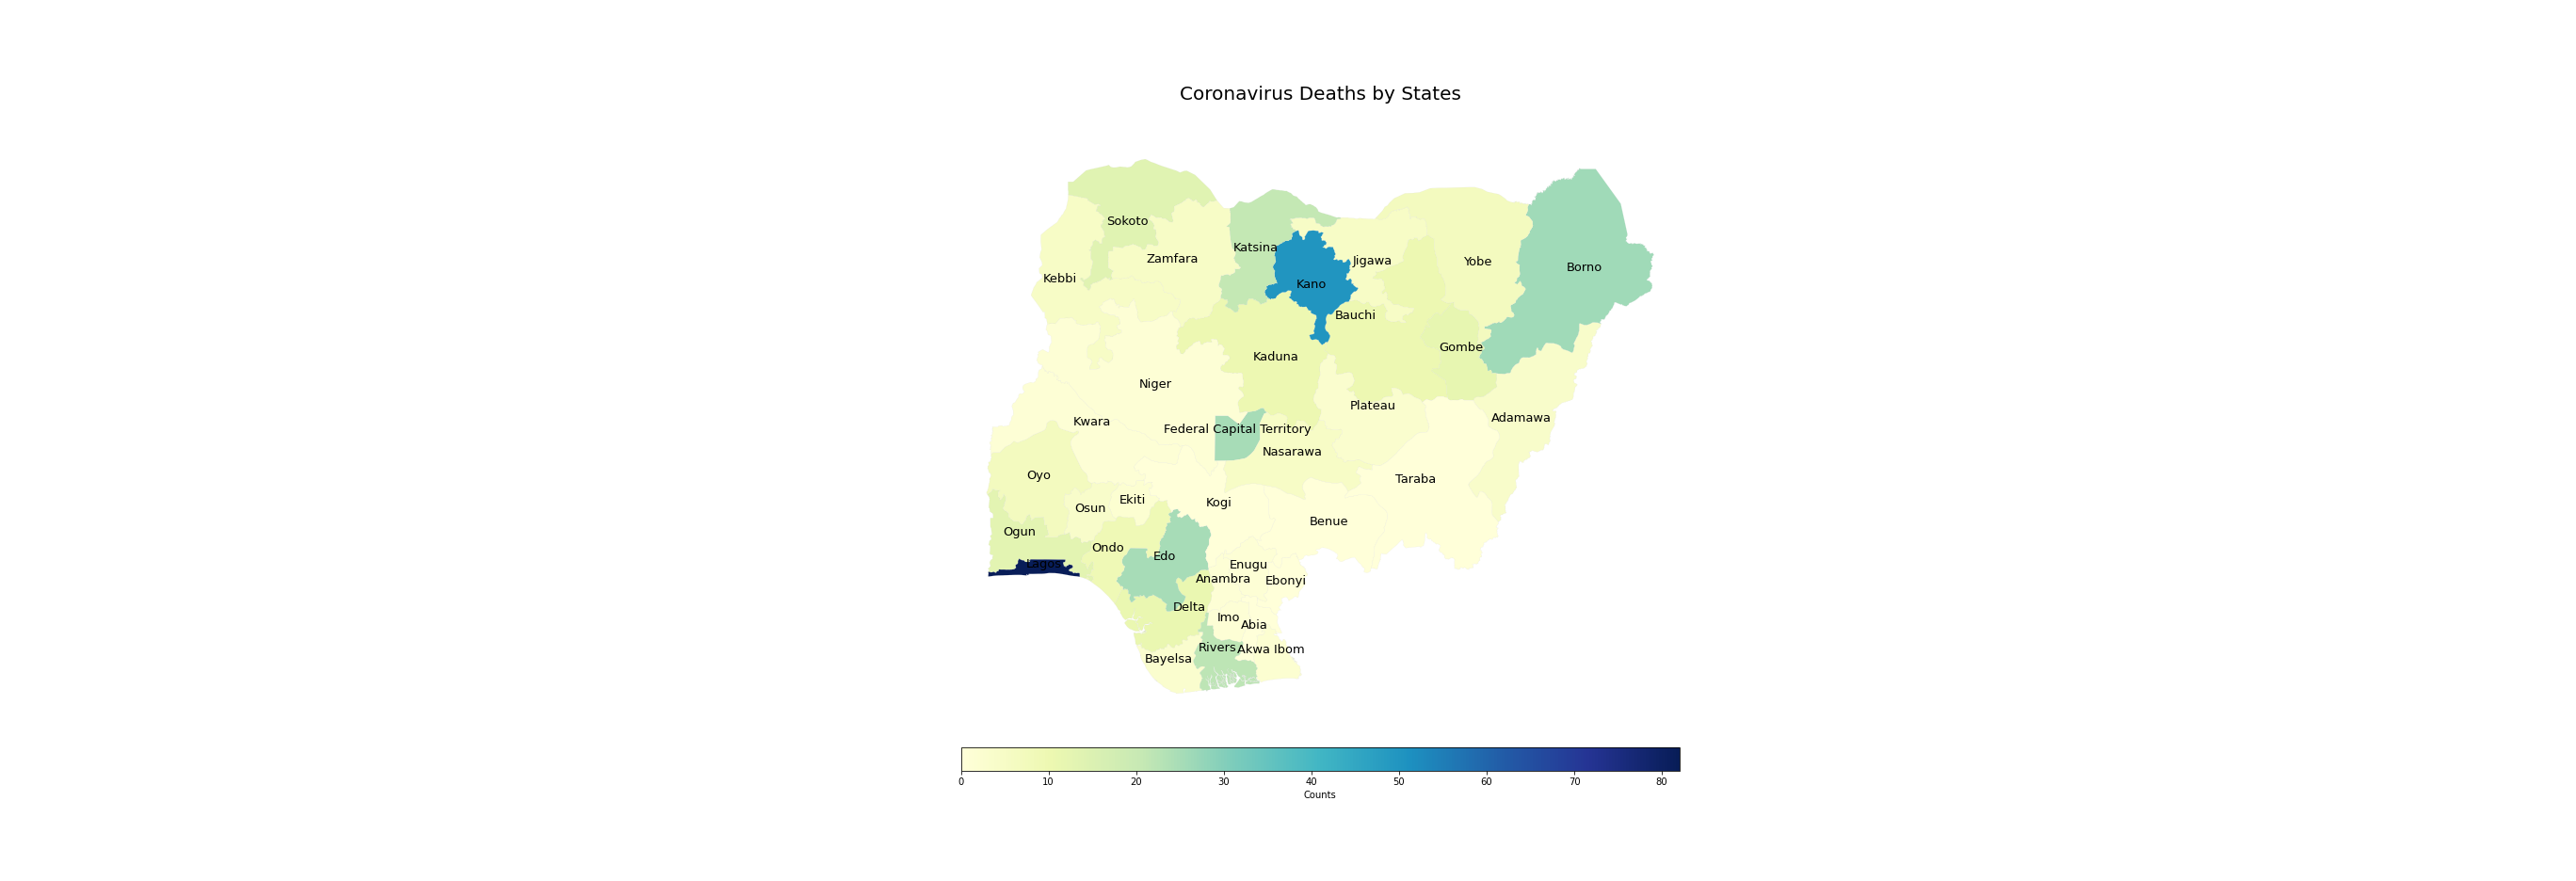 Coronavirus Deaths by States
Sokoto
Katsina
Zamfara
Jigawa
Yobe
Borno
Kebbi
Kano
Bauchi
Gombe
Kaduna
Niger
Plateau
Adamawa
Kwara
Federal Capital Territory
Nasarawa
Oyo
Taraba
Ekiti
Kogi
Osun
Benue
Ogun
Ondo
Edo
Lagos
Enugu
Anambra
Ebonyi
Delta
Imo
Abia
Rivers
Akwa Ibom
Bayelsa
0 10 20 30 40 50 60 70 80
Counts